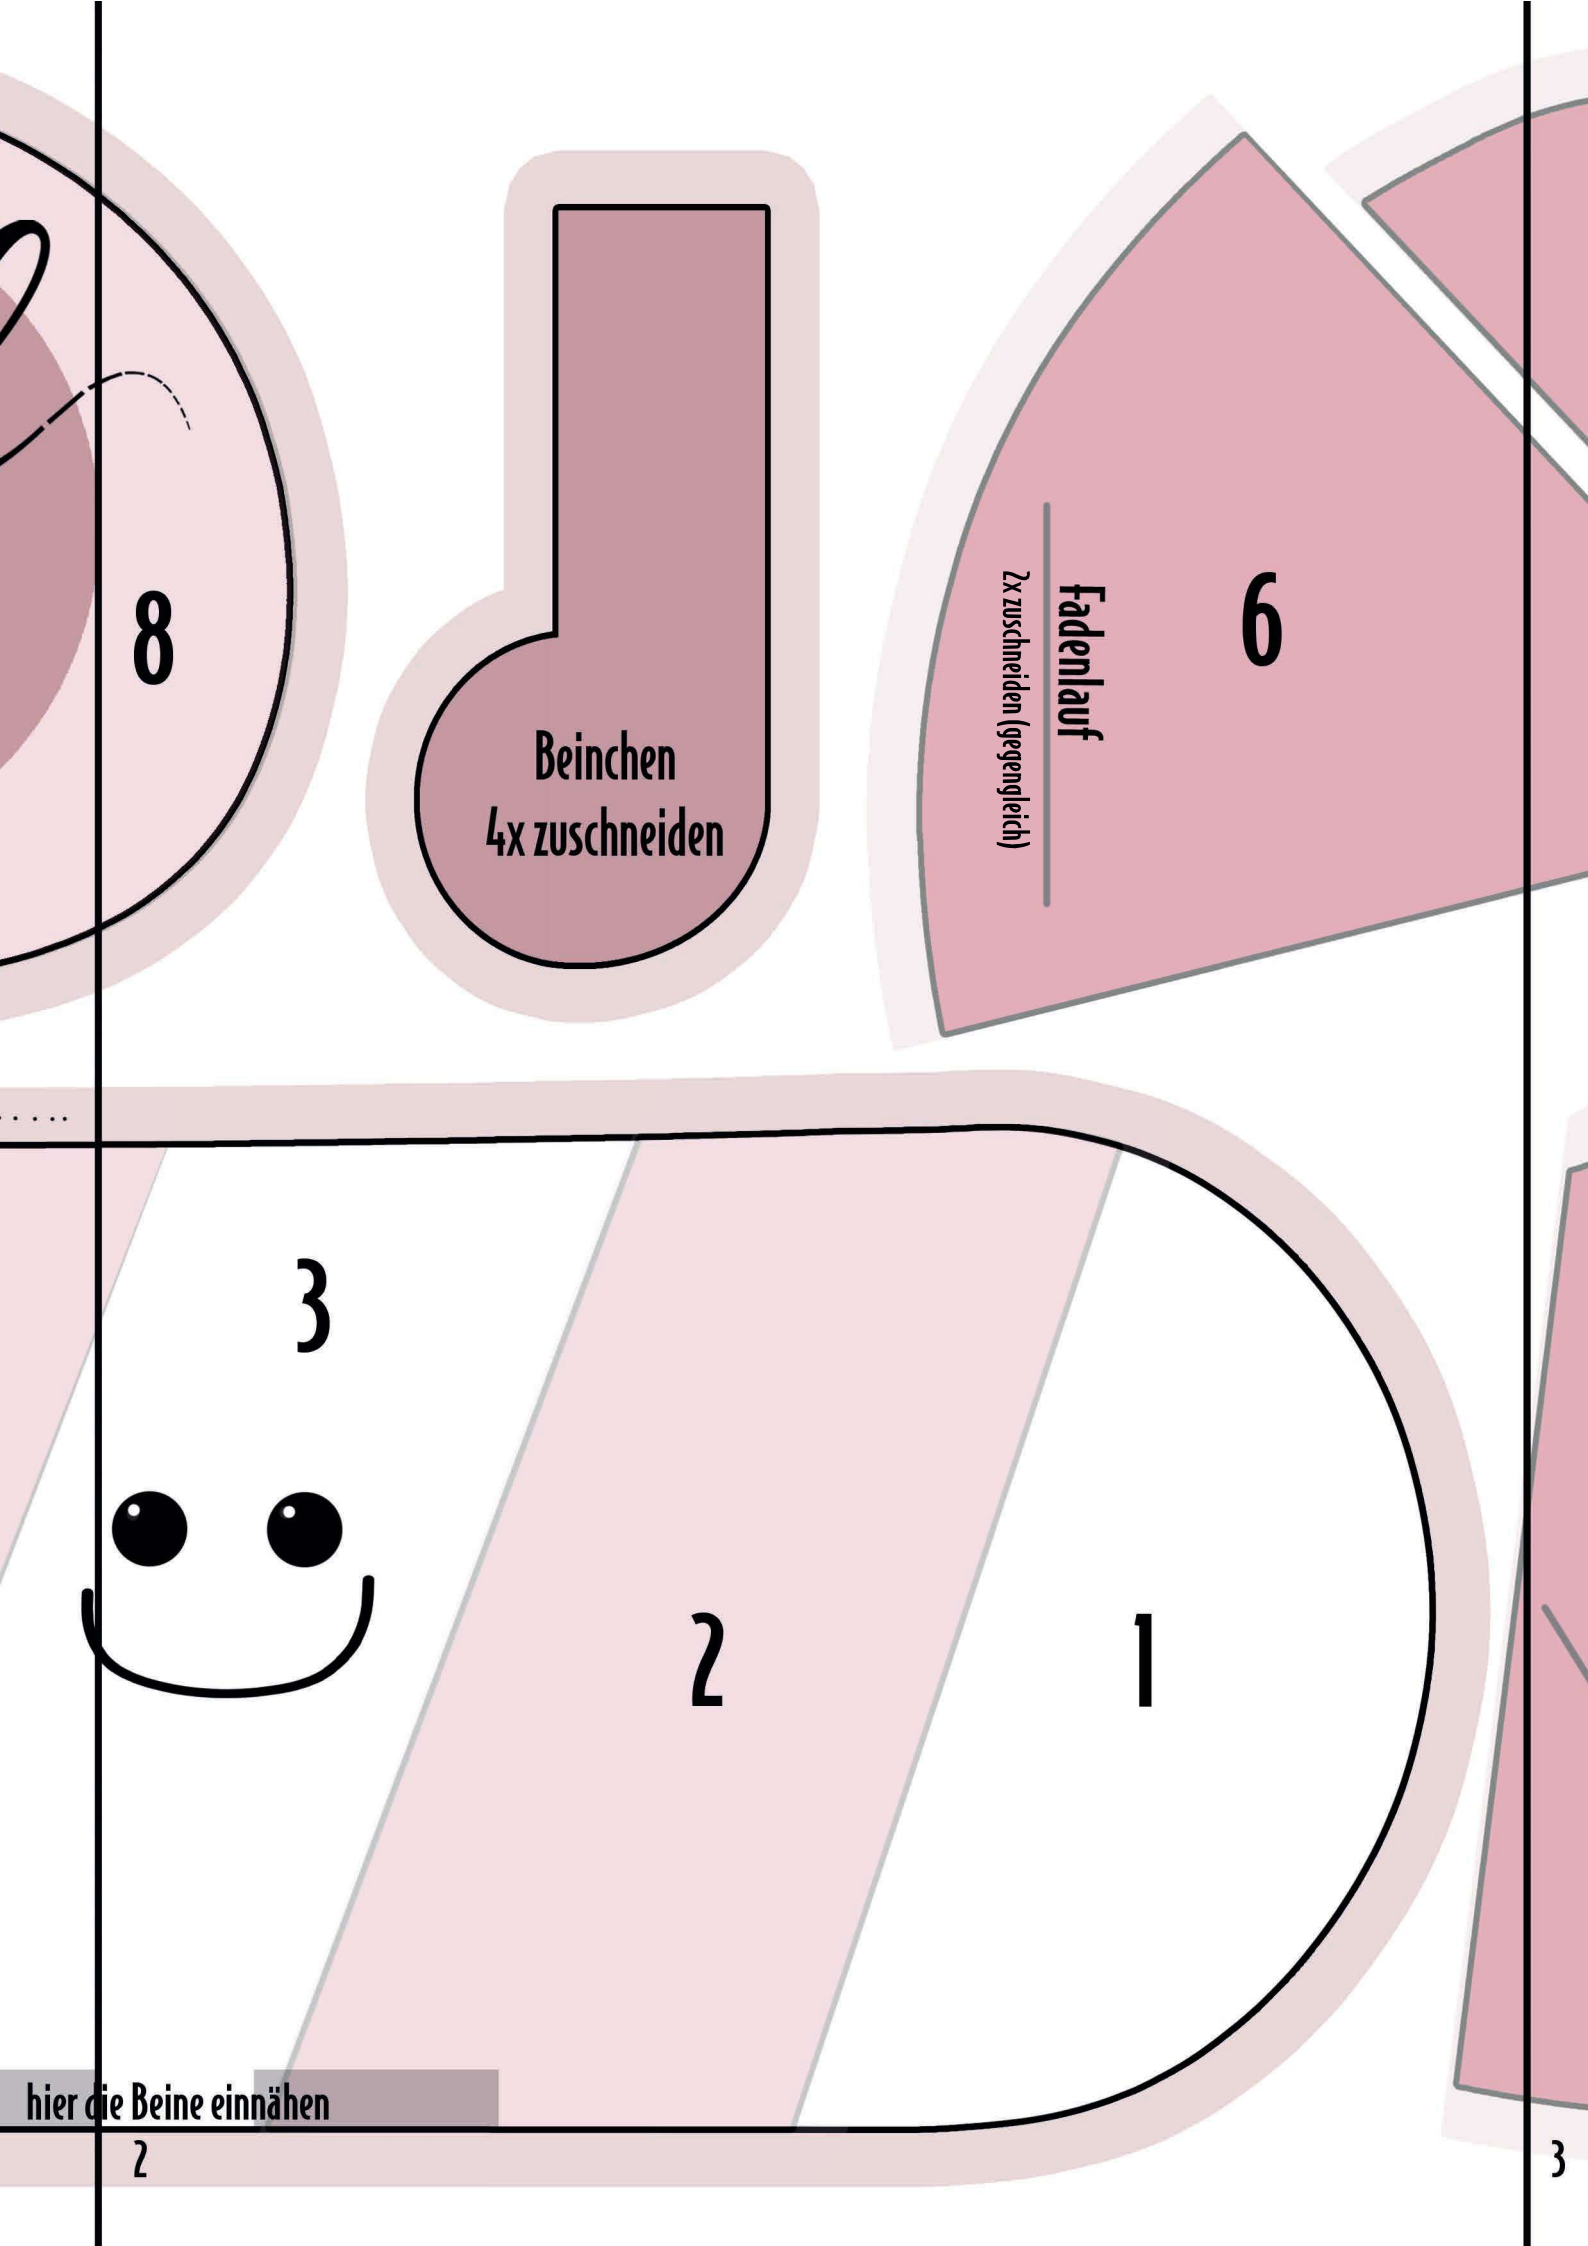 8
Beinchen
4x zuschneiden
6
Fadenlauf
2x zuschneiden (gegengleich)
3
2
1
hier die Beine einnähen
2
3